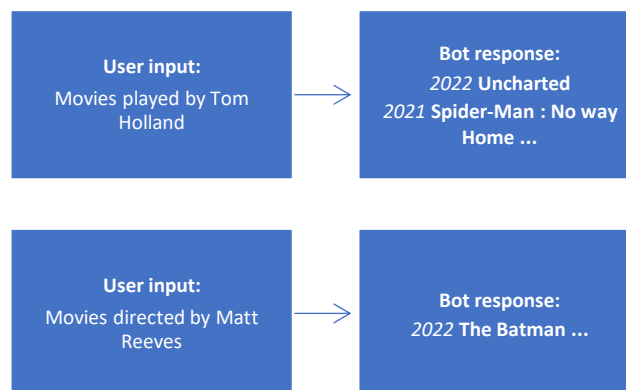 User input:
Movies played by Tom
Holland
Bot response:
2022 Uncharted
2021 Spider-Man : No way
Home ...
User input:
Movies directed by Matt
Reeves
Bot response:
2022 The Batman ...